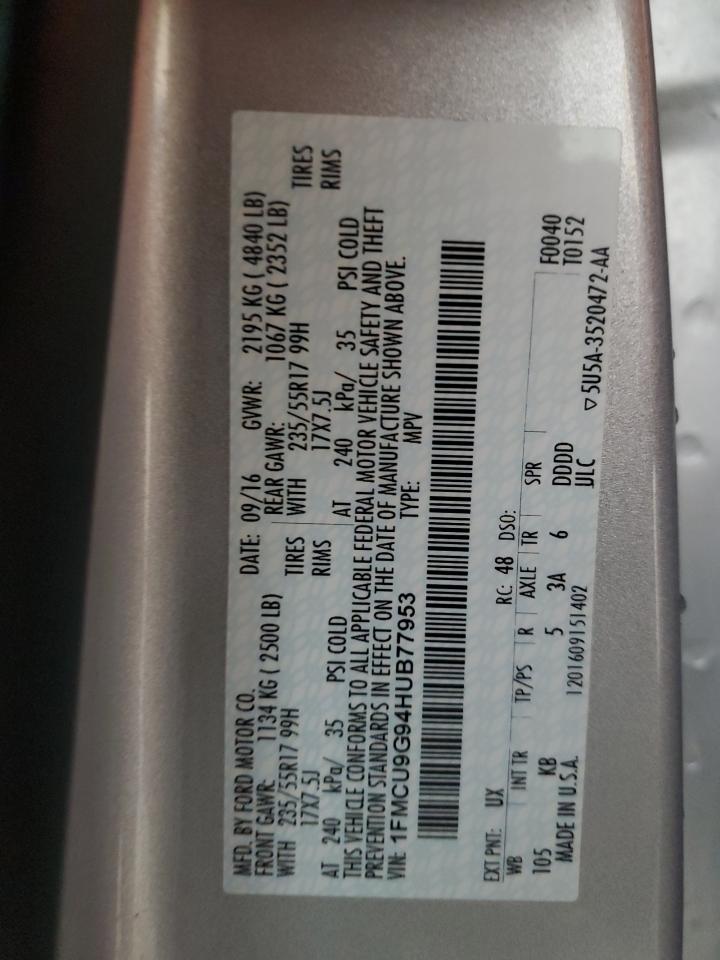 MFD. BY FORD MOTOR CO. DATE: 09/16 GVWR: 2195 KG ( 4840 LB)
FRONT GAWR: 1134 KG ( 2500 LB) REAR GAWR: 1067 KG ( 2352 LB)
WITH 235/55R17 99H TIRES WITH 235/55R17 99H TIRES
17X7.5J RIMS 17X7.5J RIMS
AT 240 kPa/ 35 PSI COLD AT 240 kPa/ 35 PSI COLD
THIS VEHICLE CONFORMS TO ALL APPLICABLE FEDERAL MOTOR VEHICLE SAFETY AND THEFT
PREVENTION STANDARDS IN EFFECT ON THE DATE OF MANUFACTURE SHOWN ABOVE.
VIN: 1FMCU9G94HUB77953 TYPE: MPV
EXT PNT: UX RC: 48 DSO:
WB INT TR TP/PS R AXLE TR SPR F0040
105 KB 5 3A 6 DDDD T0152
MADE IN U.S.A. 1201609151402 ULC ▽5U5A-3520472-AA